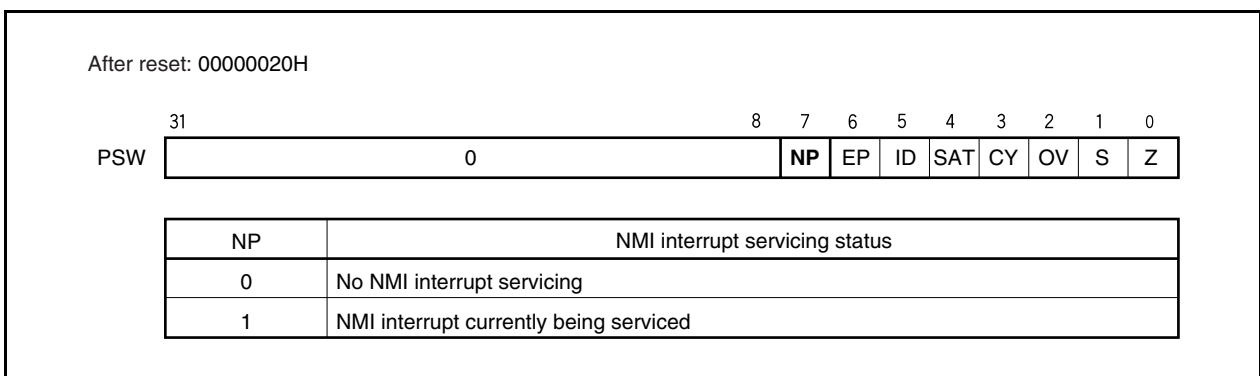 After reset: 00000020H
31 8 7 6 5 4 3 2 1 0
PSW 0 NP EP ID SAT CY OV S Z
NP NMI interrupt servicing status
0 No NMI interrupt servicing
1 NMI interrupt currently being serviced